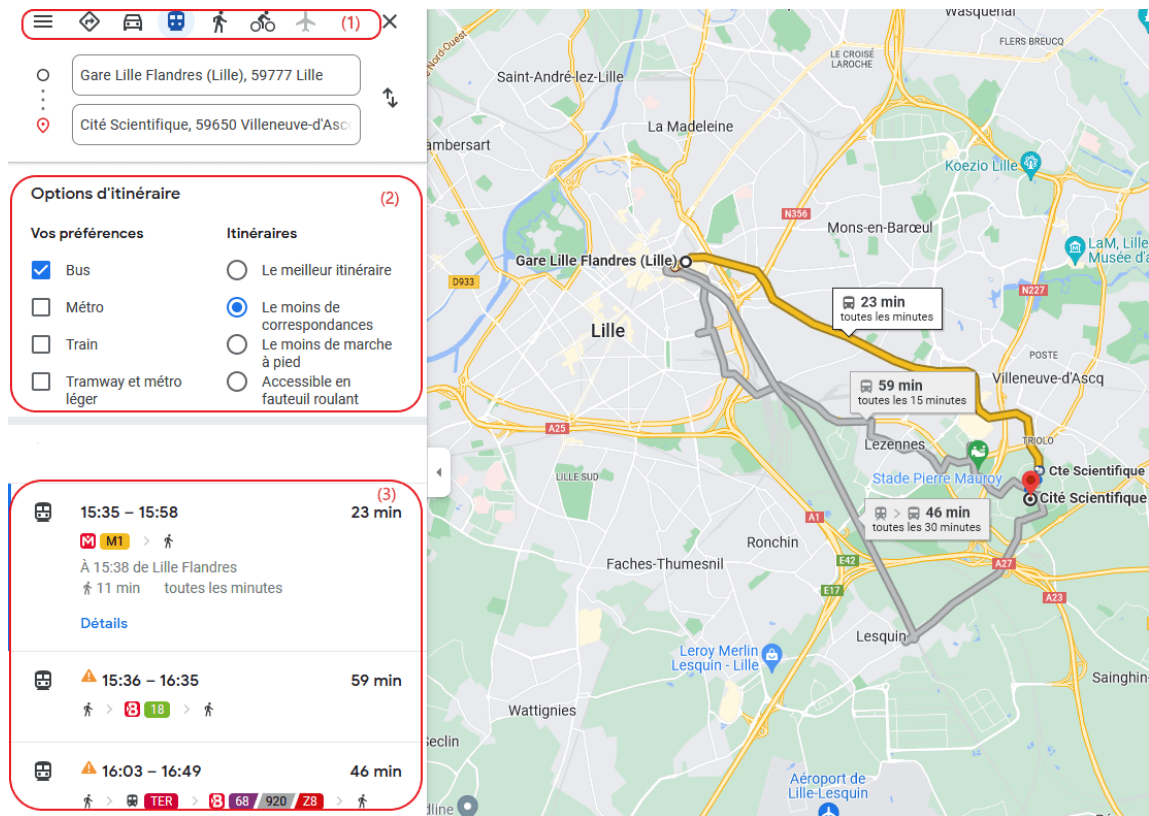 (1)
Gare Lille Flandres (Lille), 59777 Lille
Cité Scientifique, 59650 Villeneuve-d'Asc
Options d'itinéraire
(2)
Vos préférences
Itinéraires
Bus
Le meilleur itinéraire
Métro
Le moins de
correspondances
Train
Le moins de marche
à pied
Tramway et métro
léger
Accessible en
fauteuil roulant
(3)
15:35 – 15:58
23 min
M M1
À 15:38 de Lille Flandres
11 min toutes les minutes
Détails
15:36 – 16:35
59 min
18
16:03 – 16:49
46 min
TER
68 920 Z8
Wasquehal
Nord-Ouest
FLERS BREUCQ
LE CROISÉ
LAROCHE
Saint-André-lez-Lille
La Madeleine
ambersart
Koezio Lille
N356
Mons-en-Barœul
LaM, Lille
Musée d'a
Gare Lille Flandres (Lille)
D933
N227
23 min
toutes les minutes
Lille
POSTE
Villeneuve-d'Ascq
59 min
toutes les 15 minutes
A25
Lezennes
TRIOLO
LILLE SUD
Stade Pierre Mauroy
Cte Scientifique
Cité Scientifique
46 min
toutes les 30 minutes
A1
Ronchin
E42
Faches-Thumesnil
A27
E17
A23
Lesquin
Leroy Merlin
Lesquin - Lille
Sainghin-
Wattignies
Seclin
Aéroport de
Lille-Lesquin
dline